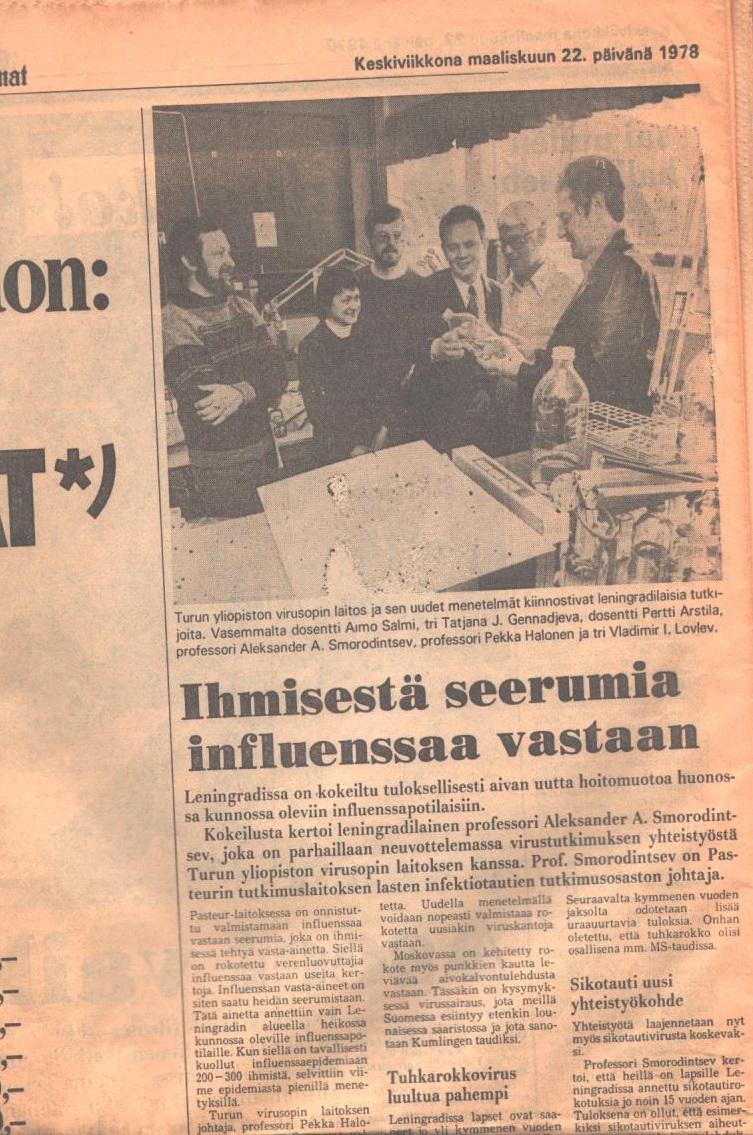 nat
Keskiviikkona maaliskuun 22. päivänä 1978
on:
T*)
Turun yliopiston virusopin laitos ja sen uudet menetelmät kiinnostivat leningradilaisia tutki-
joita. Vasemmalta dosentti Aimo Salmi, tri Tatjana J. Gennadjeva, dosentti Pertti Arstila,
professori Aleksander A. Smorodintsev, professori Pekka Halonen ja tri Vladimir I. Lovlev.
Ihmisestä seerumia
influenssaa vastaan
Leningradissa on kokeiltu tuloksellisesti aivan uutta hoitomuotoa huonos-
sa kunnossa oleviin influenssapotilaisiin.
Kokeilusta kertoi leningradilainen professori Aleksander A. Smorodint-
sev, joka on parhaillaan neuvottelemassa virustutkimuksen yhteistyöstä
Turun yliopiston virusopin laitoksen kanssa. Prof. Smorodintsev on Pas-
teurin tutkimuslaitoksen lasten infektiotautien tutkimusosaston johtaja.
Pasteur-laitoksessa on onnistut-
tu valmistamaan influenssaa
vastaan seerumia, joka on ihmi-
sessä tehtyä vasta-ainetta. Siellä
on rokotettu verenluovuttajia
influenssaa vastaan useita ker-
toja. Influenssan vasta-aineet on
siten saatu heidän seerumistaan.
Tätä ainetta annettiin vain Le-
ningradin alueella heikossa
kunnossa oleville influenssapo-
tilaille. Kun siellä on tavallisesti
kuollut influenssaepidemiaan
200–300 ihmistä, selvittiin vii-
me epidemiasta pienillä mene-
tyksillä.
Turun virusopin laitoksen
johtaja, professori Pekka Halo-
tetta. Uudella menetelmällä
voidaan nopeasti valmistaa ro-
kotetta uusiakin viruskantoja
vastaan.
Moskovassa on kehitetty ro-
kote myös punkkien kautta le-
viävää aivokalvontulehdusta
vastaan. Tässäkin on kysymyk-
sessä virussairaus, jota meillä
Suomessa esiintyy etenkin lou-
naisessa saaristossa ja jota sano-
taan Kumlingen taudiksi.
Tuhkarokkovirus
luultua pahempi
Leningradissa lapset ovat saa-
neet jo yli kymmenen vuoden
Seuraavalta kymmenen vuoden
jaksolta odotetaan lisää
uraauurtavia tuloksia. Onhan
oletettu, että tuhkarokko olisi
osallisena mm. MS-taudissa.
Sikotauti uusi
yhteistyökohde
Yhteistyötä laajennetaan nyt
myös sikotautivirusta koskevak-
si.
Professori Smorodintsev ker-
toi, että heillä on lapsille Le-
ningradissa annettu sikotautiro-
kotuksia jo noin 15 vuoden ajan.
Tuloksena on ollut, että esimer-
kiksi sikotautiviruksen aiheut-